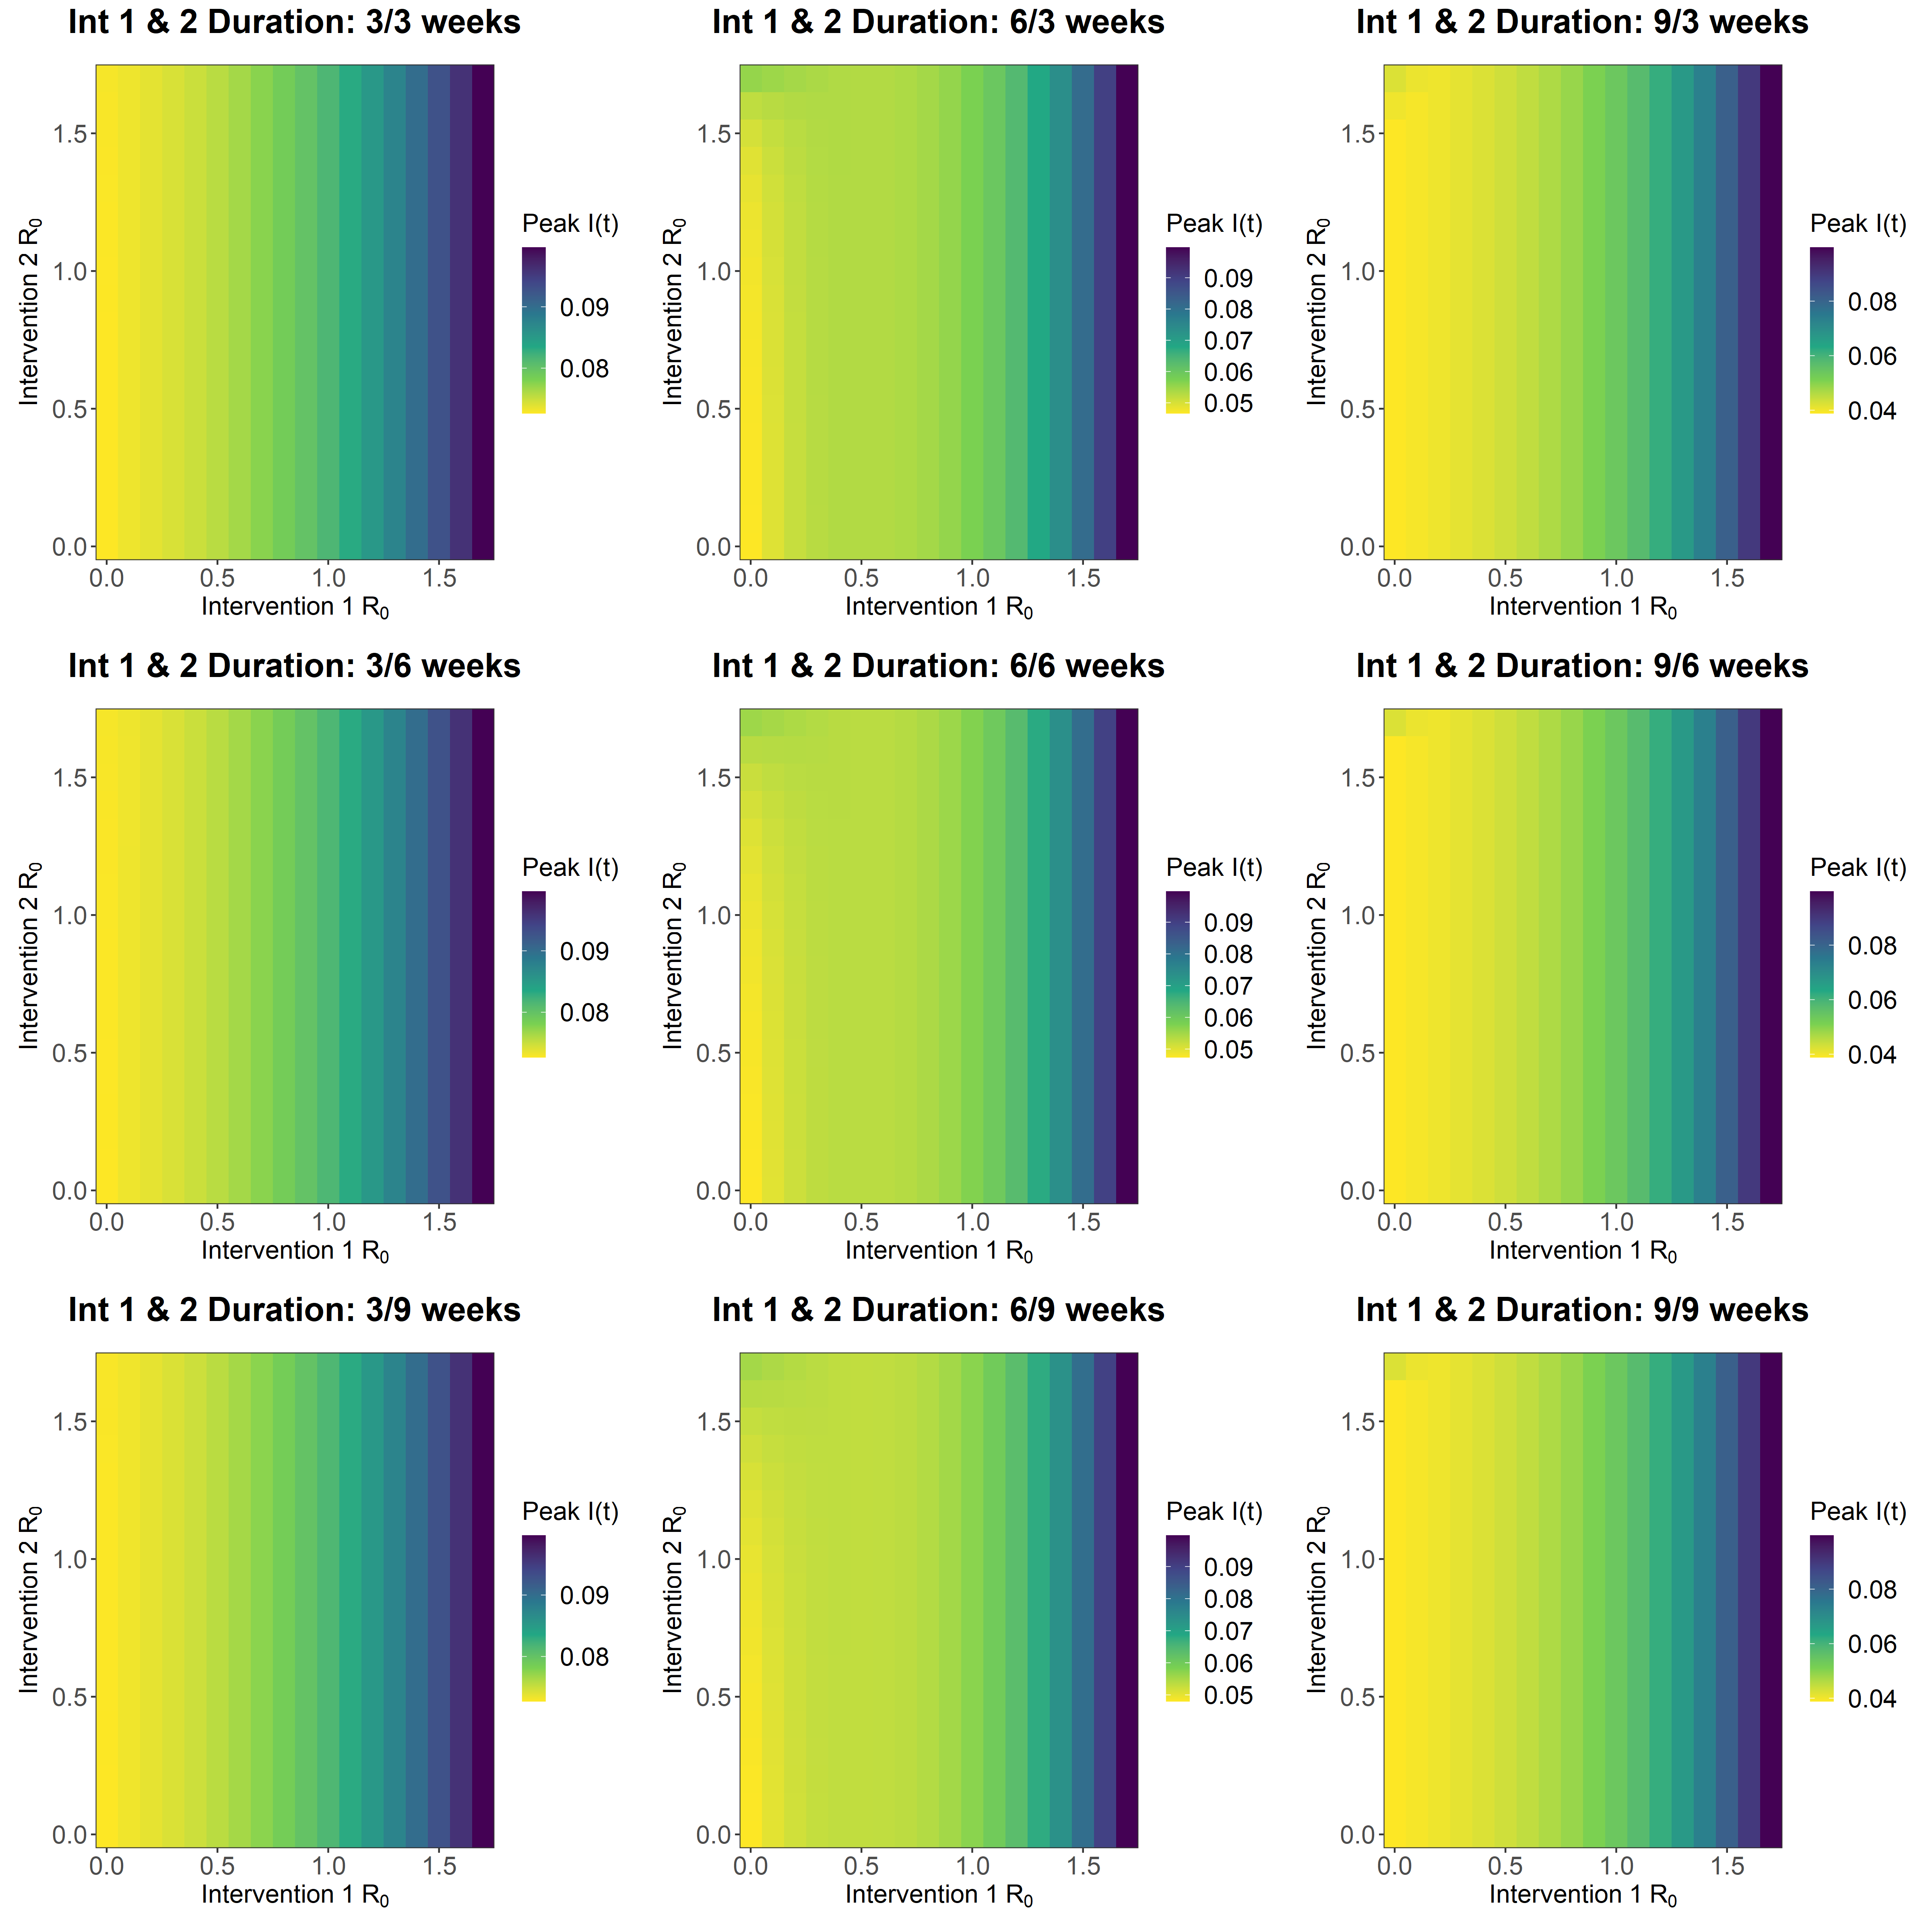 Int 1 & 2 Duration: 3/3 weeks
Intervention 2 R0
1.5
1.0
0.5
0.0
0.0 0.5 1.0 1.5
Intervention 1 R0
Peak I(t)
0.09
0.08
Int 1 & 2 Duration: 6/3 weeks
Intervention 2 R0
1.5
1.0
0.5
0.0
0.0 0.5 1.0 1.5
Intervention 1 R0
Peak I(t)
0.09
0.08
0.07
0.06
0.05
Int 1 & 2 Duration: 9/3 weeks
Intervention 2 R0
1.5
1.0
0.5
0.0
0.0 0.5 1.0 1.5
Intervention 1 R0
Peak I(t)
0.08
0.06
0.04
Int 1 & 2 Duration: 3/6 weeks
Intervention 2 R0
1.5
1.0
0.5
0.0
0.0 0.5 1.0 1.5
Intervention 1 R0
Peak I(t)
0.09
0.08
Int 1 & 2 Duration: 6/6 weeks
Intervention 2 R0
1.5
1.0
0.5
0.0
0.0 0.5 1.0 1.5
Intervention 1 R0
Peak I(t)
0.09
0.08
0.07
0.06
0.05
Int 1 & 2 Duration: 9/6 weeks
Intervention 2 R0
1.5
1.0
0.5
0.0
0.0 0.5 1.0 1.5
Intervention 1 R0
Peak I(t)
0.08
0.06
0.04
Int 1 & 2 Duration: 3/9 weeks
Intervention 2 R0
1.5
1.0
0.5
0.0
0.0 0.5 1.0 1.5
Intervention 1 R0
Peak I(t)
0.09
0.08
Int 1 & 2 Duration: 6/9 weeks
Intervention 2 R0
1.5
1.0
0.5
0.0
0.0 0.5 1.0 1.5
Intervention 1 R0
Peak I(t)
0.09
0.08
0.07
0.06
0.05
Int 1 & 2 Duration: 9/9 weeks
Intervention 2 R0
1.5
1.0
0.5
0.0
0.0 0.5 1.0 1.5
Intervention 1 R0
Peak I(t)
0.08
0.06
0.04